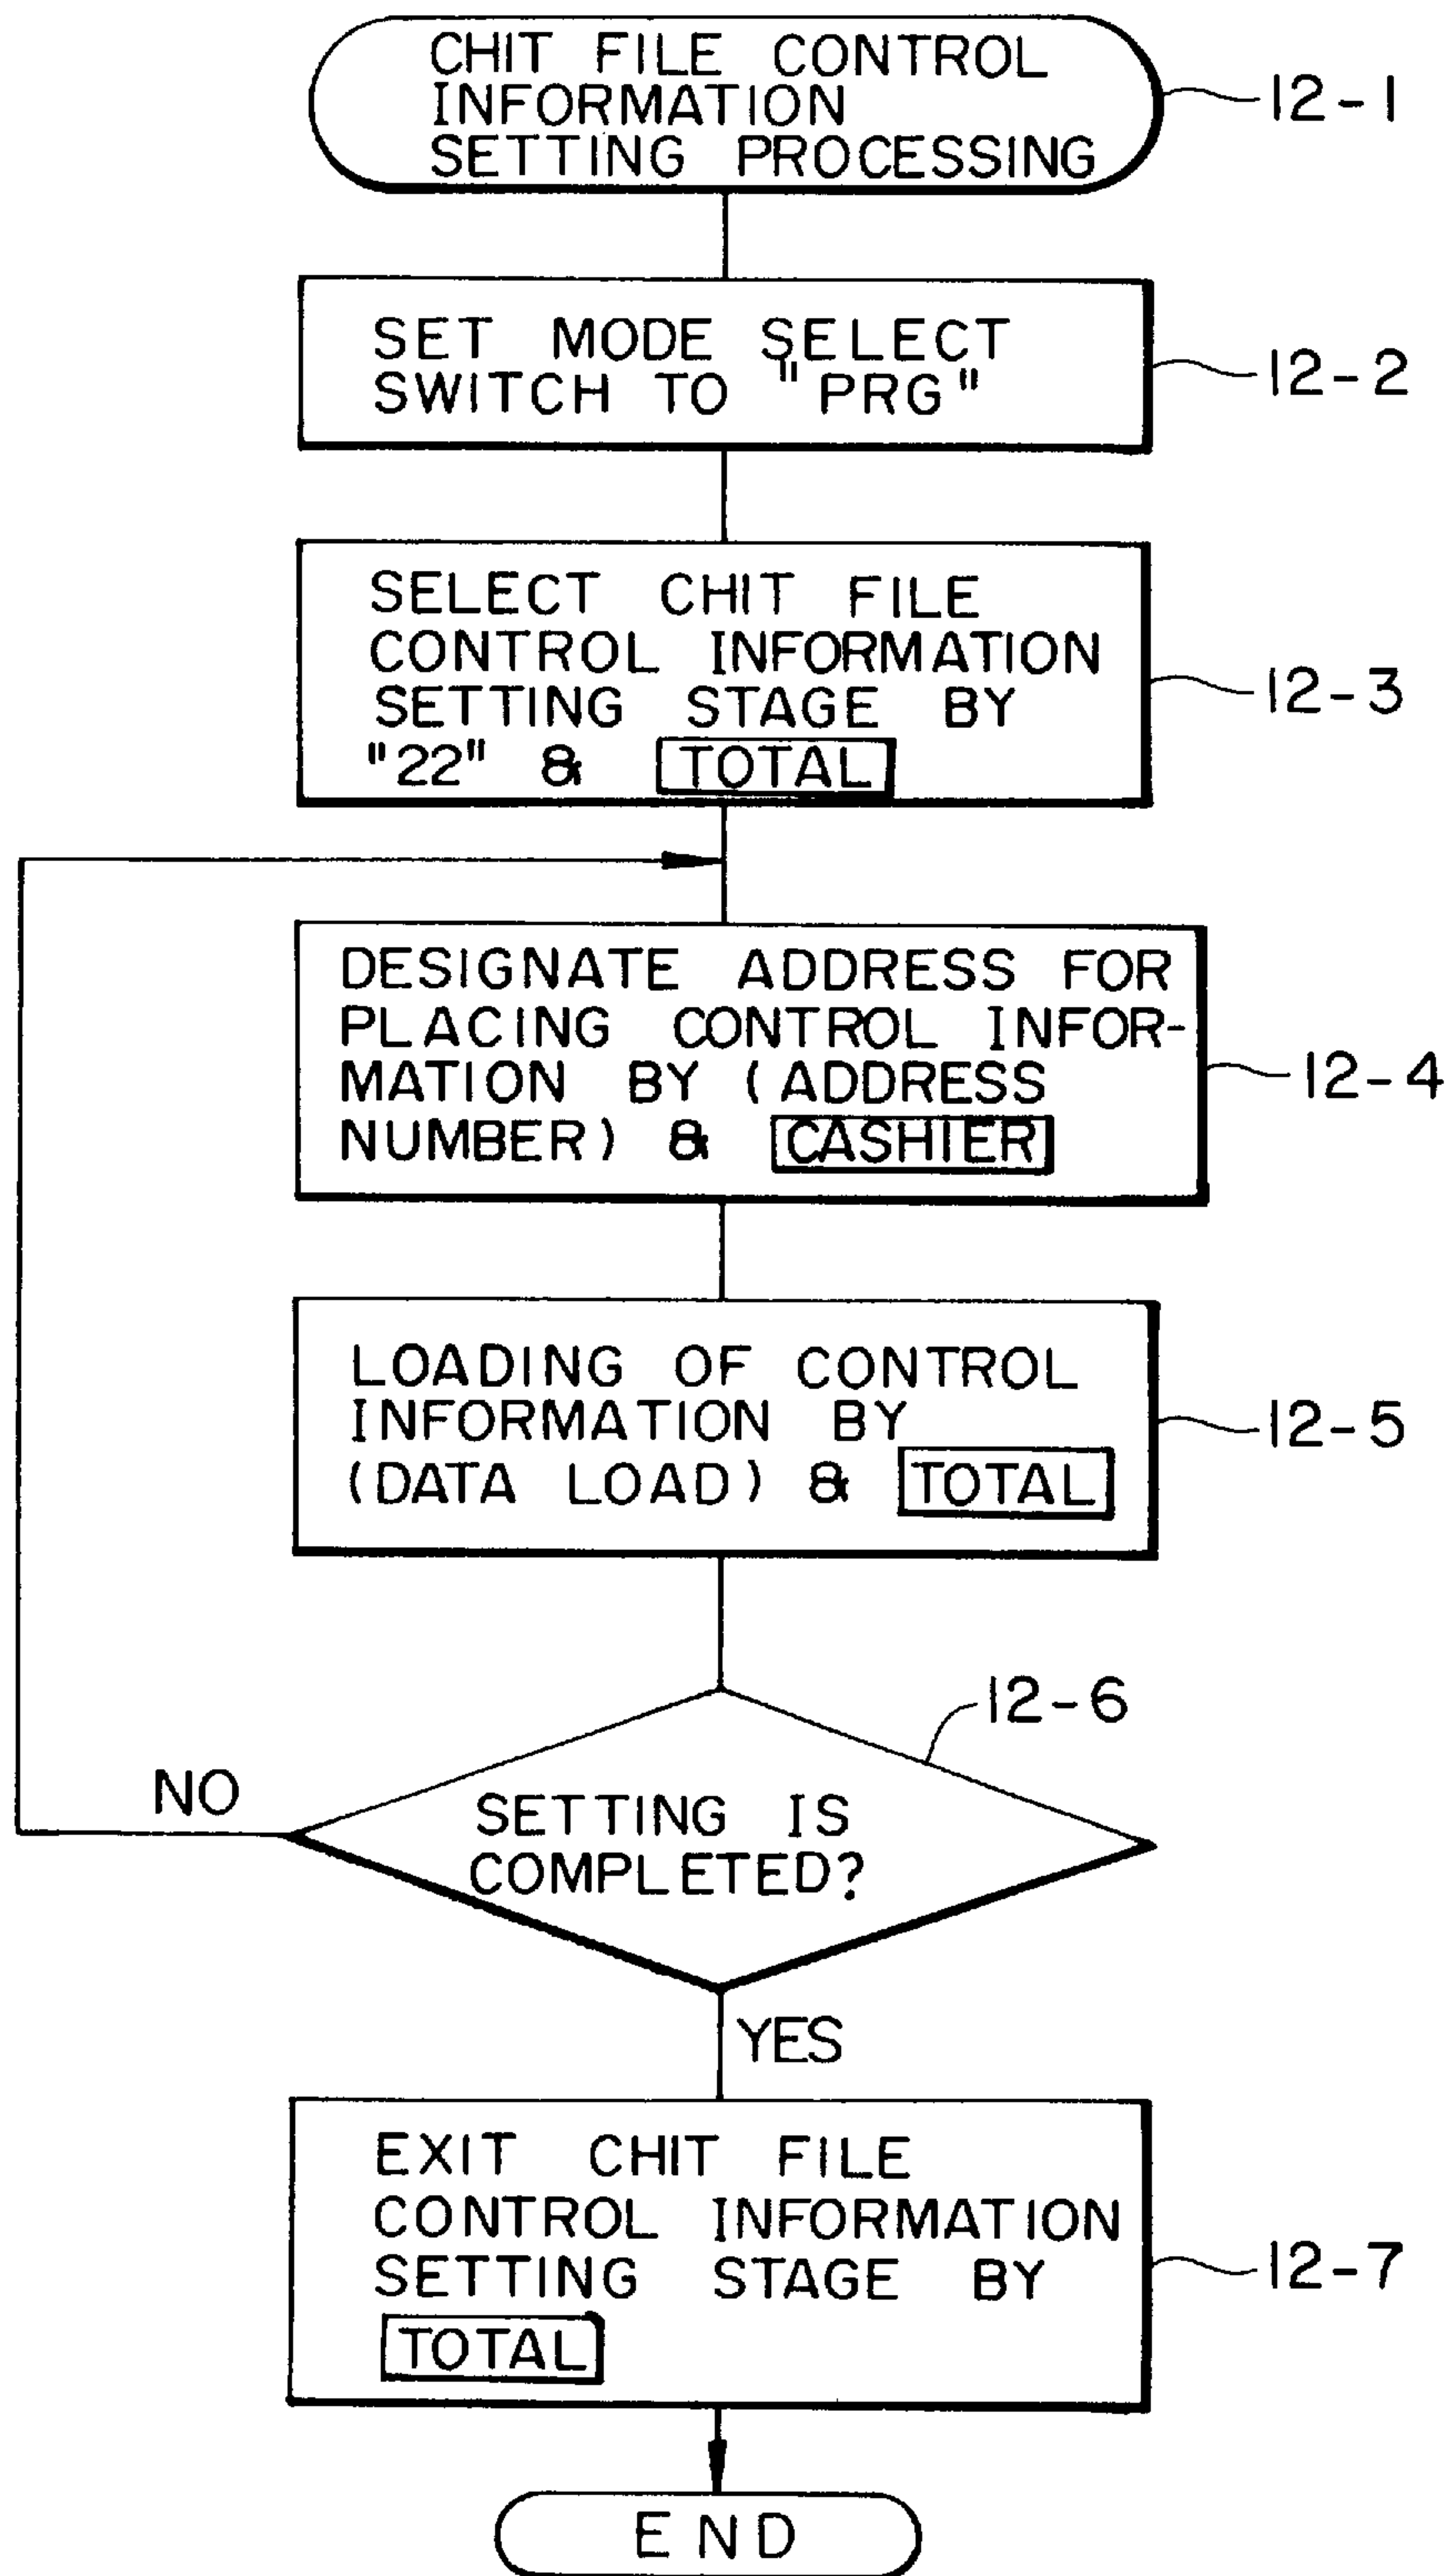 CHIT FILE CONTROL
INFORMATION
SETTING PROCESSING
12-1
SET MODE SELECT
SWITCH TO "PRG"
12-2
SELECT CHIT FILE
CONTROL INFORMATION
SETTING STAGE BY
"22" & TOTAL
12-3
DESIGNATE ADDRESS FOR
PLACING CONTROL INFOR-
MATION BY (ADDRESS
NUMBER) & CASHIER
12-4
LOADING OF CONTROL
INFORMATION BY
(DATA LOAD) & TOTAL
12-5
12-6
NO
SETTING IS
COMPLETED?
YES
EXIT CHIT FILE
CONTROL INFORMATION
SETTING STAGE BY
TOTAL
12-7
END